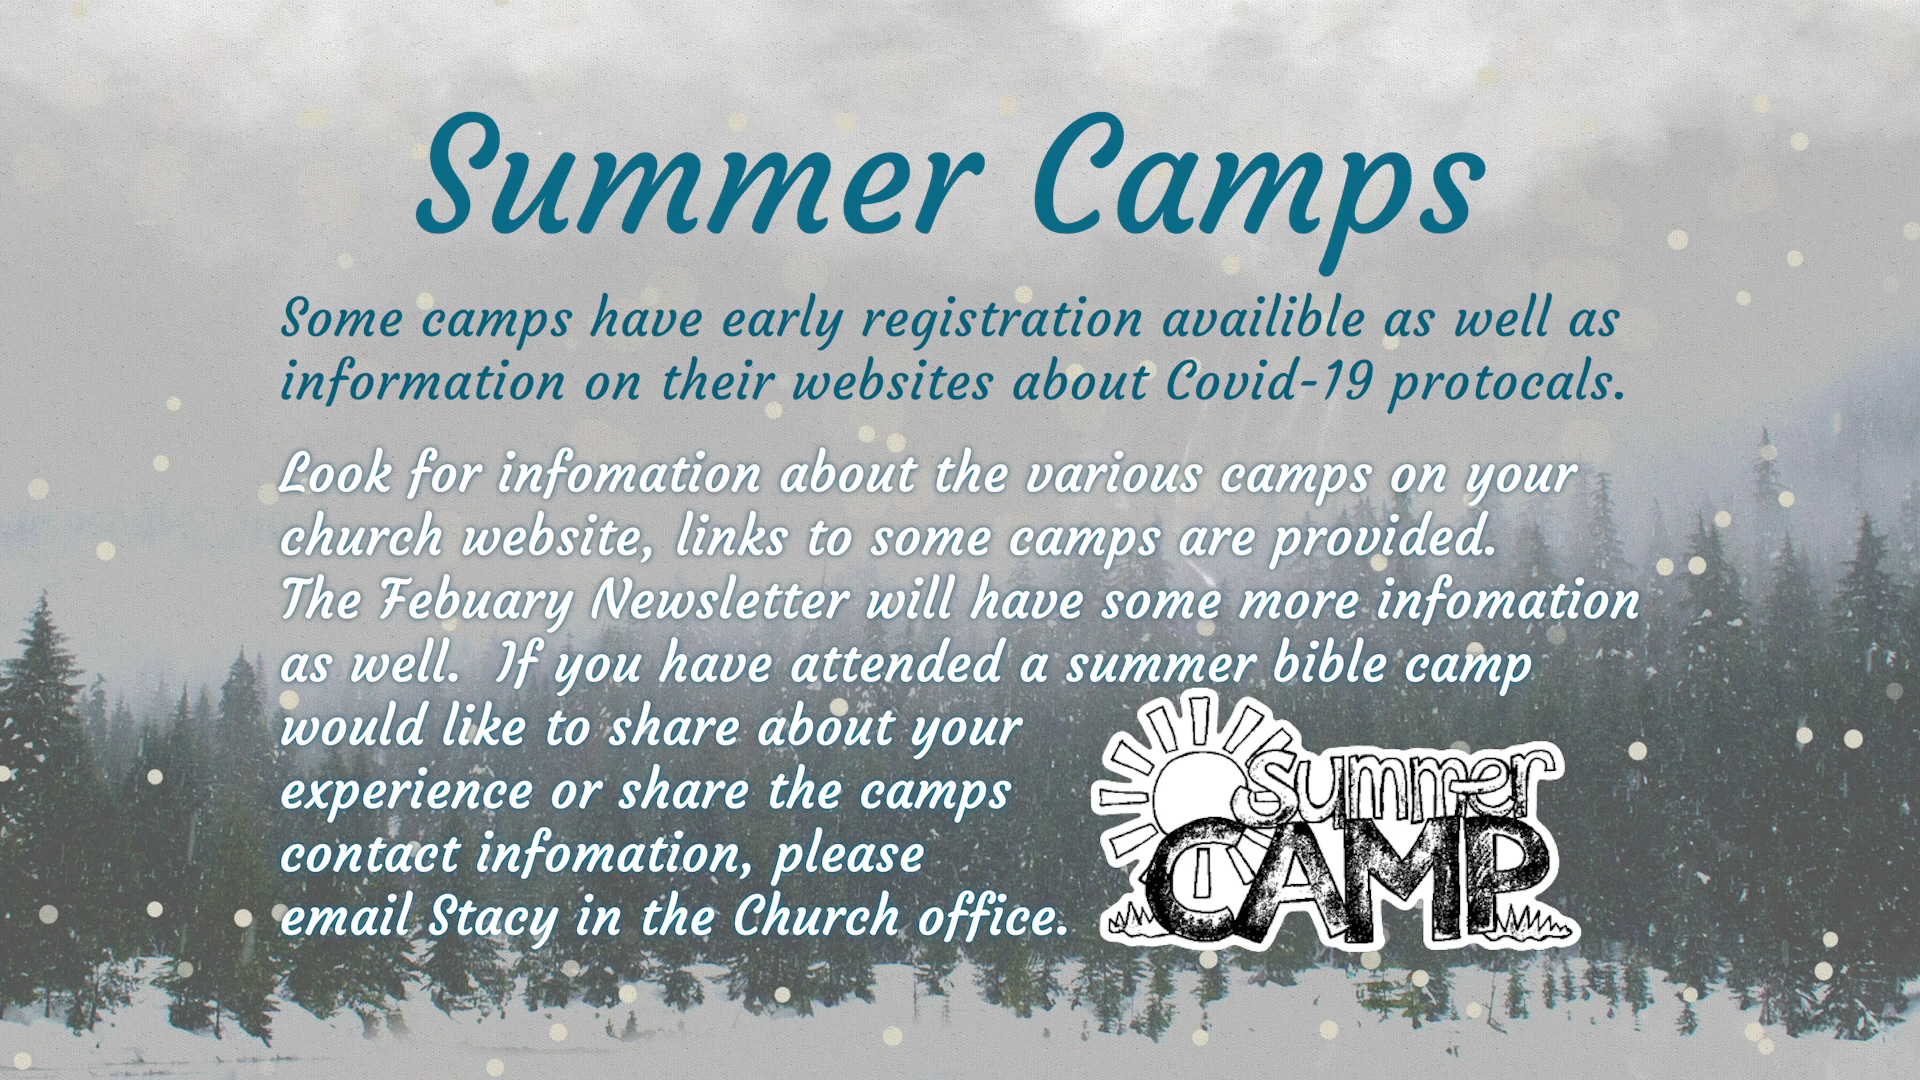 Summer Camps
Some camps have early registration availible as well as
information on their websites about Covid-19 protocals.
Look for infomation about the various camps on your
church website, links to some camps are provided.
The Febuary Newsletter will have some more infomation
as well.  If you have attended a summer bible camp
would like to share about your
experience or share the camps
contact infomation, please
email Stacy in the Church office.
summer
CAMP